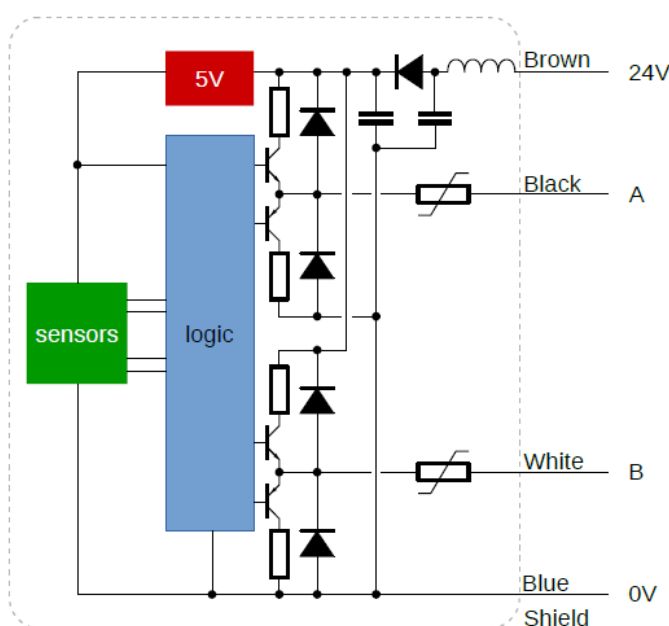 Brown
24V
5V
Black
A
sensors
logic
White
B
Blue
0V
Shield